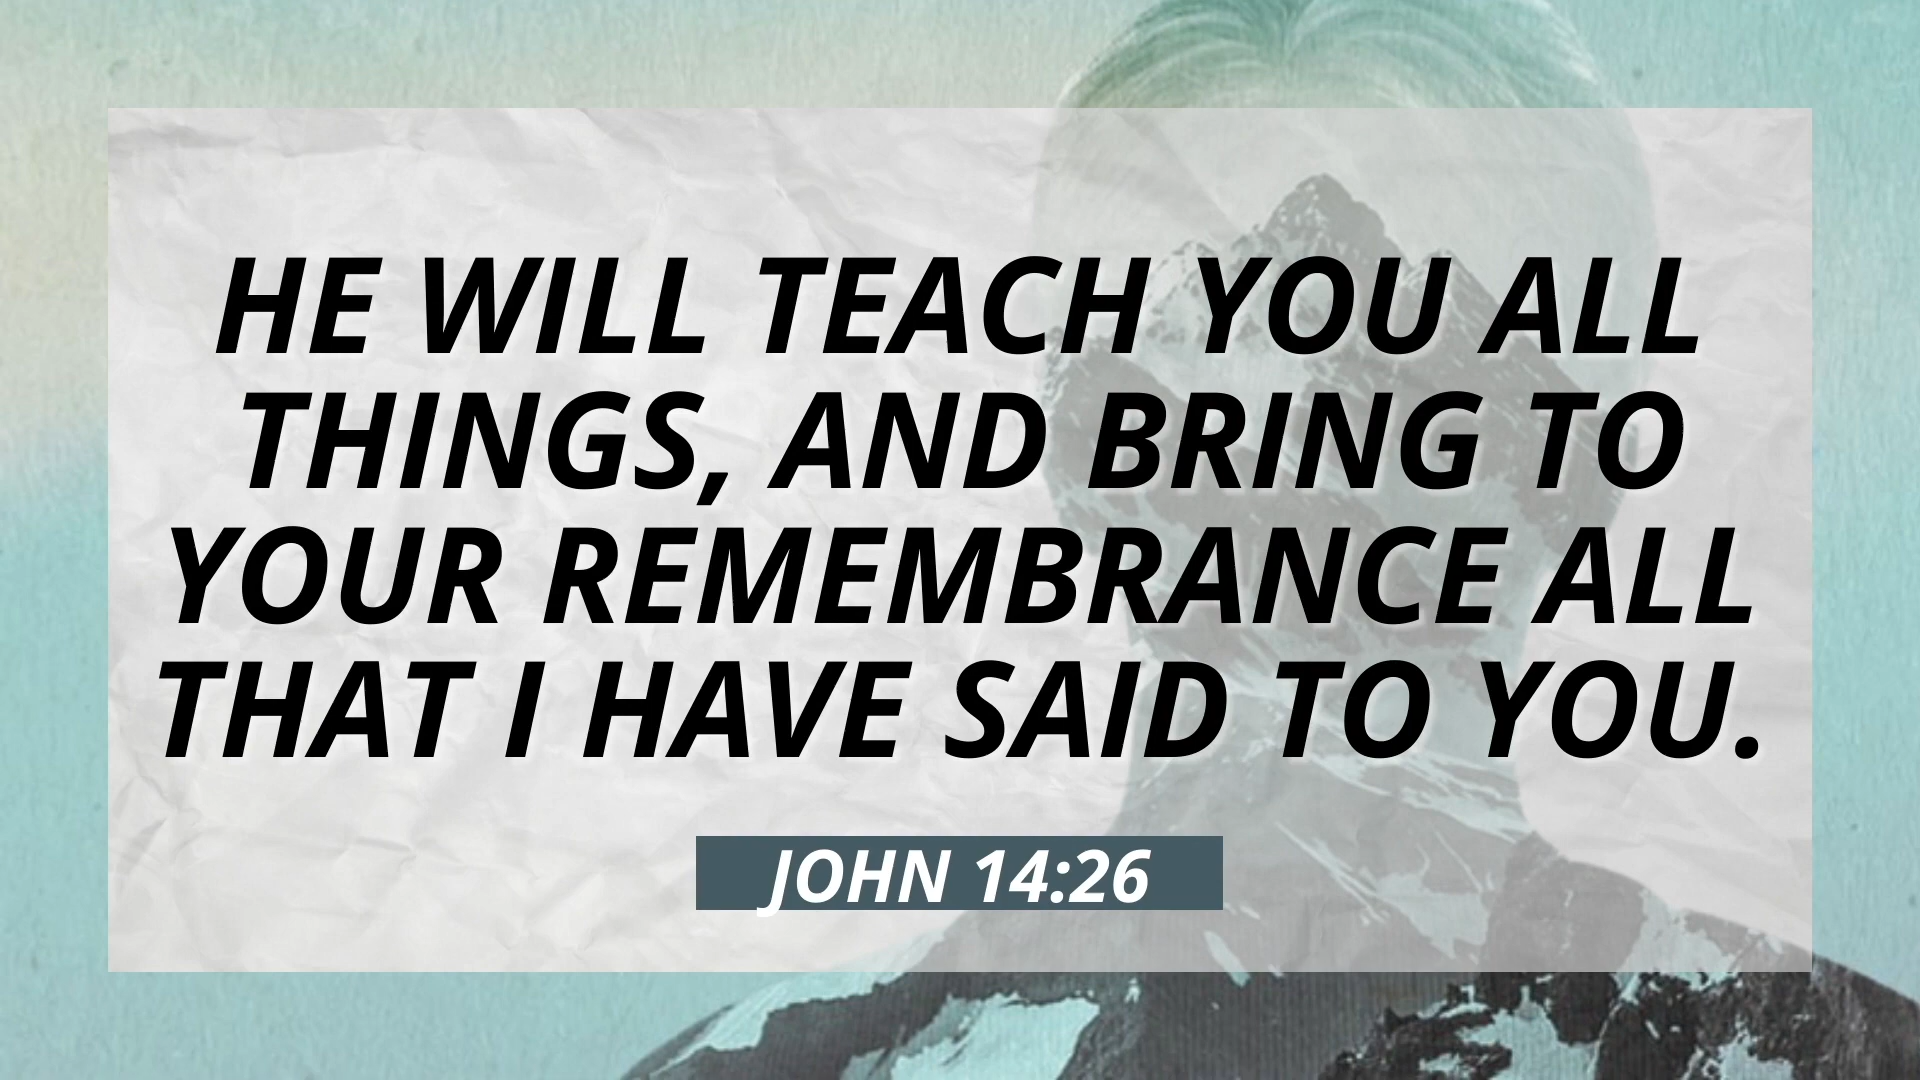 HE WILL TEACH YOU ALL
THINGS, AND BRING TO
YOUR REMEMBRANCE ALL
THAT I HAVE SAID TO YOU.
JOHN 14:26